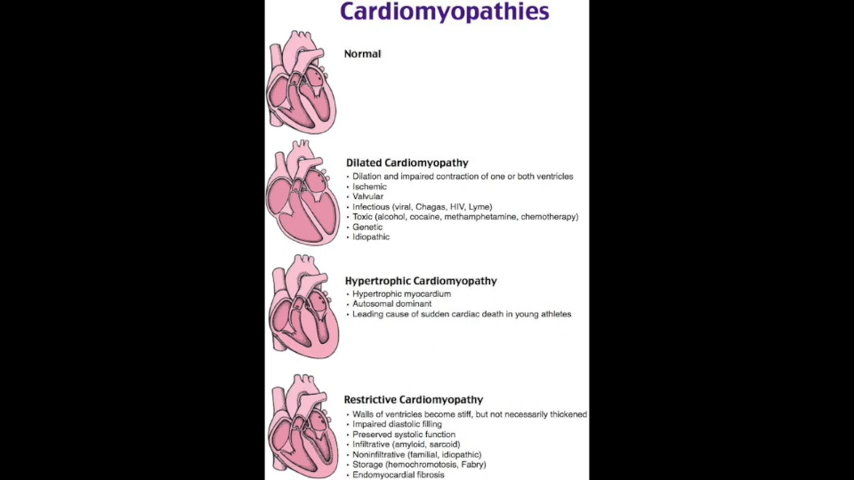 Cardiomyopathies
Normal
Dilated Cardiomyopathy
• Dilation and impaired contraction of one or both ventricles
• Ischemic
• Valvular
• Infectious (viral, Chagas, HIV, Lyme)
• Toxic (alcohol, cocaine, methamphetamine, chemotherapy)
• Genetic
• Idiopathic
Hypertrophic Cardiomyopathy
• Hypertrophic myocardium
• Autosomal dominant
• Leading cause of sudden cardiac death in young athletes
Restrictive Cardiomyopathy
• Walls of ventricles become stiff, but not necessarily thickened
• Impaired diastolic filling
• Preserved systolic function
• Infiltrative (amyloid, sarcoid)
• Noninfiltrative (familial, idiopathic)
• Storage (hemochromotosis, Fabry)
• Endomyocardial fibrosis